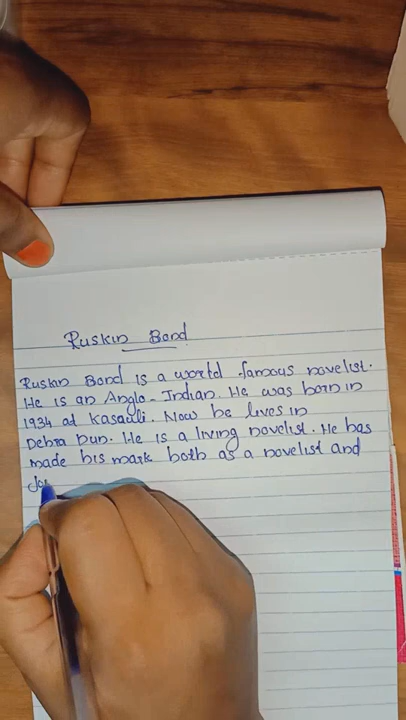 Ruskin Bond
Ruskin Bond is a world famous novelist.
He is an Anglo-Indian. He was born in
1934 at Kasauli. Now he lives in
Dehra Dun. He is a living novelist. He has
made his mark both as a novelist and